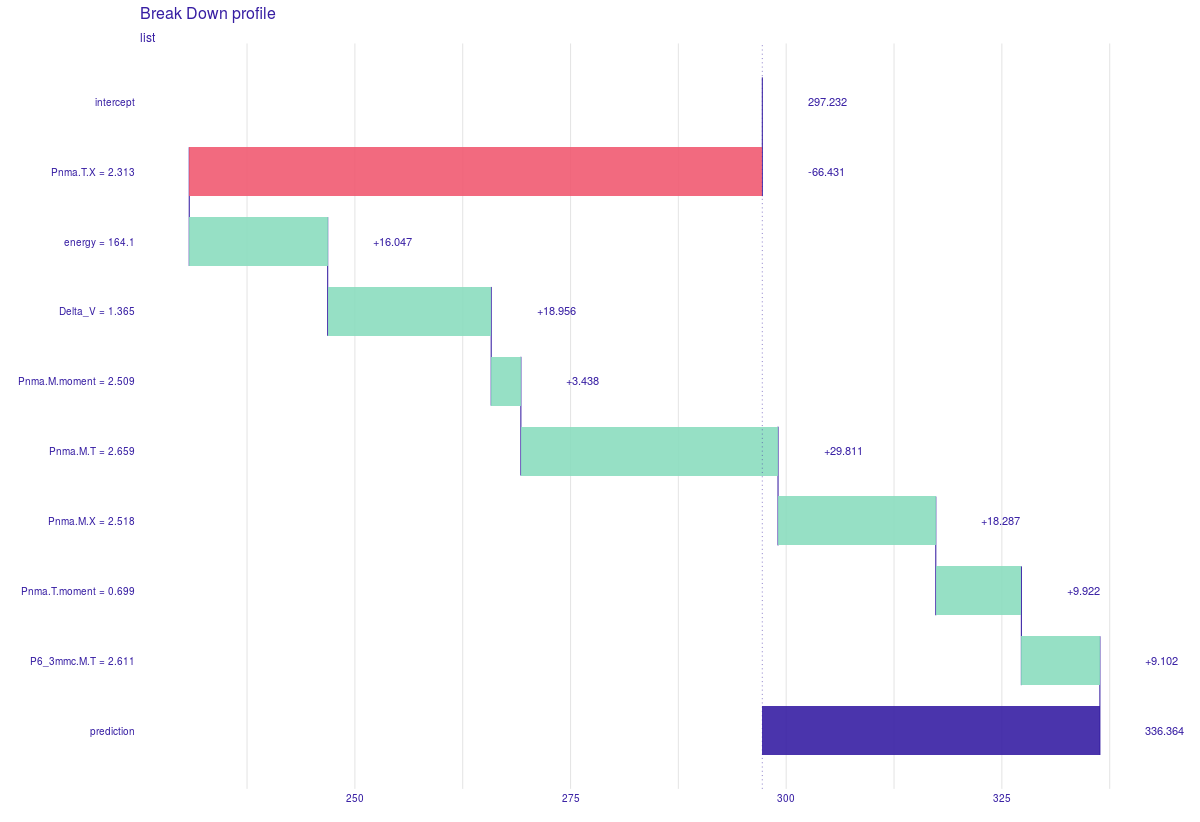 Break Down profile
list
intercept 297.232
Pnma.T.X = 2.313 -66.431
energy = 164.1 +16.047
Delta_V = 1.365 +18.956
Pnma.M.moment = 2.509 +3.438
Pnma.M.T = 2.659 +29.811
Pnma.M.X = 2.518 +18.287
Pnma.T.moment = 0.699 +9.922
P6_3mmc.M.T = 2.611 +9.102
prediction 336.364
250 275 300 325